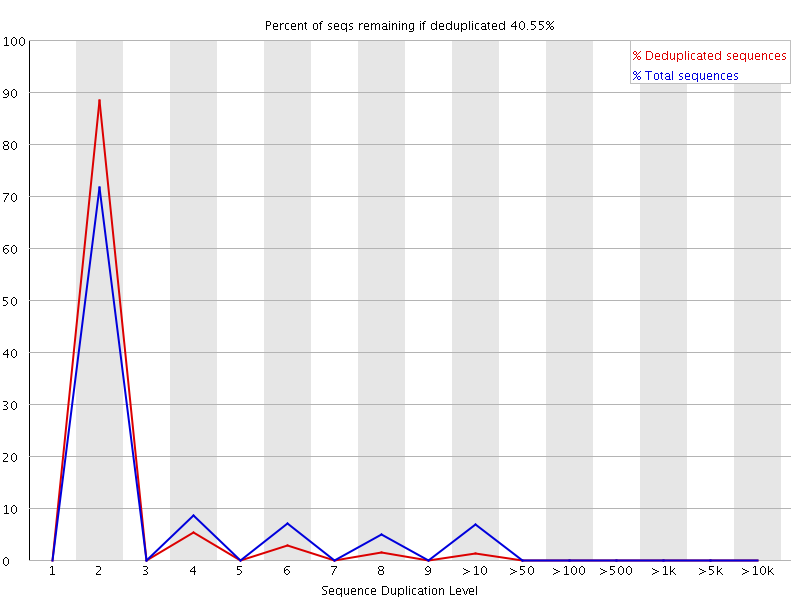 Percent of seqs remaining if deduplicated 40.55%
% Deduplicated sequences
% Total sequences
100
90
80
70
60
50
40
30
20
10
0
1 2 3 4 5 6 7 8 9 >10 >50 >100 >500 >1k >5k >10k
Sequence Duplication Level